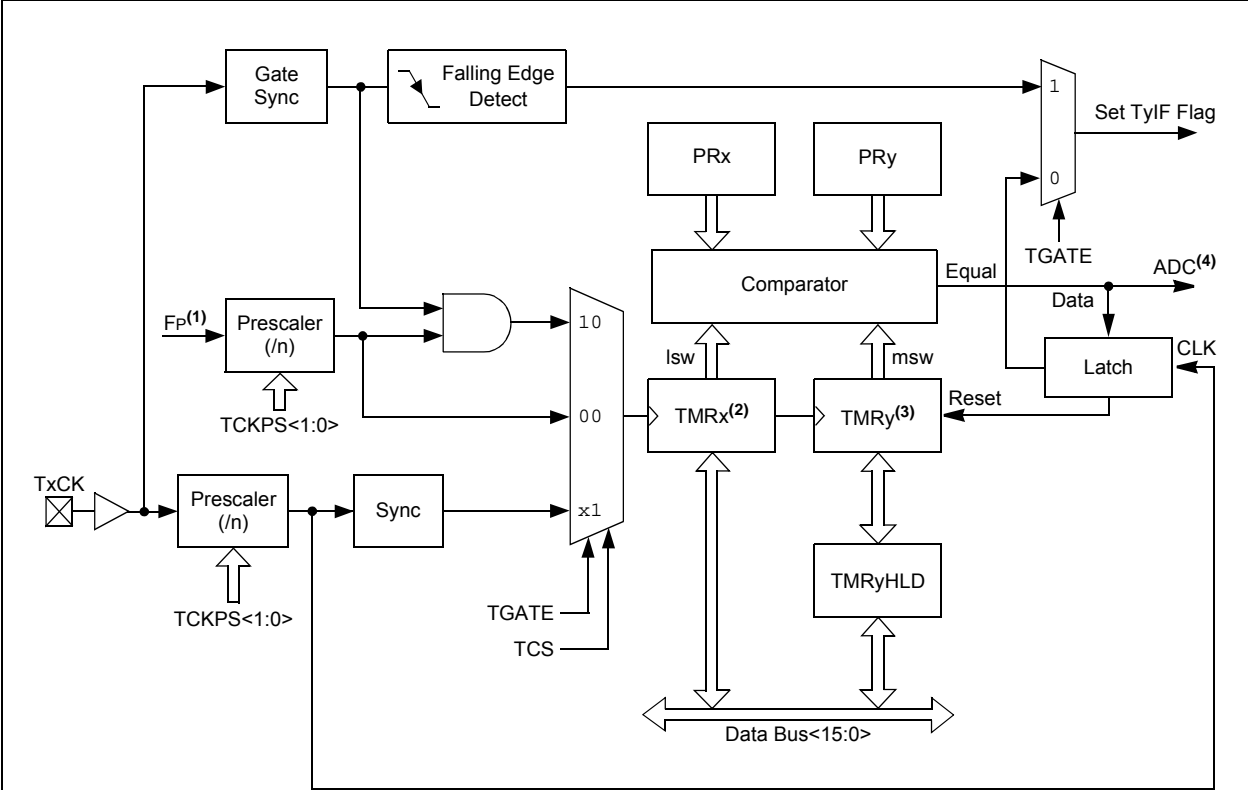 Gate
Sync
Falling Edge
Detect
1
Set TyIF Flag
0
TGATE
PRx
PRy
Comparator
Equal
ADC(4)
Data
FP(1)
Prescaler
(/n)
TCKPS<1:0>
10
00
x1
lsw
msw
Latch
CLK
Reset
TMRx(2)
TMRy(3)
TxCK
Prescaler
(/n)
TCKPS<1:0>
Sync
TGATE
TCS
TMRyHLD
Data Bus<15:0>